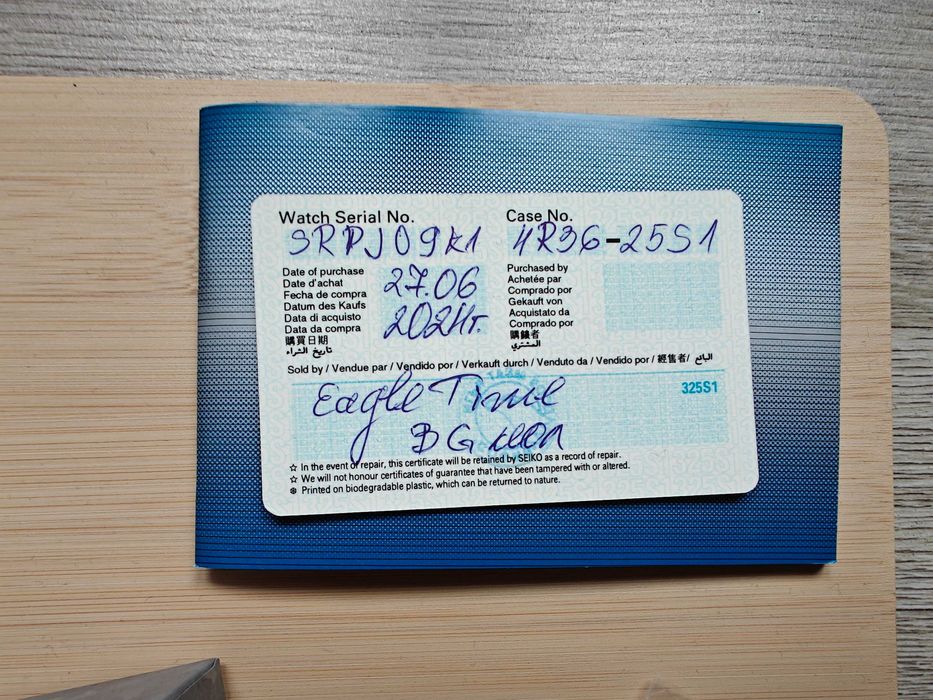 Watch Serial No.
SRPJ09K1
Case No.
4R36-25S1
Date of purchase
Date d'achat
Fecha de compra
Datum des Kaufs
Data di acquisto
Data da compra
購買日期
تاريخ الشراء
27.06
2024г.
Purchased by
Achetée par
Comprado por
Gekauft von
Acquistato da
Comprado por
購錶者
المشتري
Sold by / Vendue par / Vendido por / Verkauft durch / Venduto da / Vendido por / 經售者/ البائع
325S1
Eagle Time
BG
☆ In the event of repair, this certificate will be retained by SEIKO as a record of repair.
☆ We will not honour certificates of guarantee that have been tampered with or altered.
❆ Printed on biodegradable plastic, which can be returned to nature.